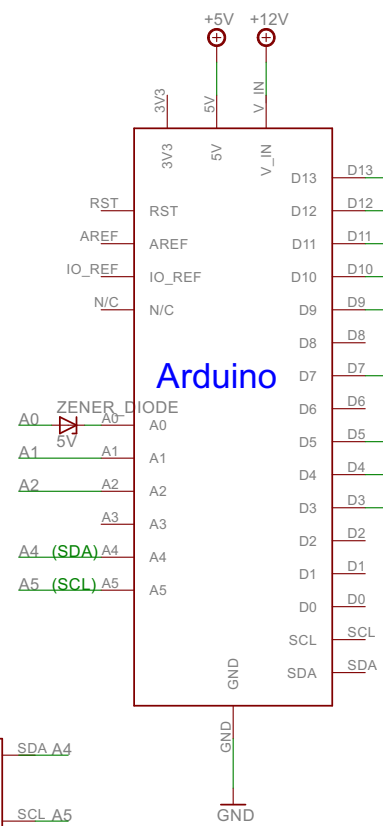 +5V +12V
3V3 5V V_IN
3V3 5V V_IN
D13 D13
RST RST D12 D12
AREF AREF D11 D11
IO_REF IO_REF D10 D10
N/C N/C D9 D9
D8 D8
Arduino D7 D7
ZENER_DIODE D6 D6
A0 A0 A0
5V D5 D5
A1 A1 A1 D4 D4
A2 A2 A2 D3 D3
A3 A3 D2 D2
A4 (SDA) A4 A4 D1 D1
A5 (SCL) A5 A5 D0 D0
SCL SCL
GND SDA SDA
GND
SDA A4
GND
SCL A5